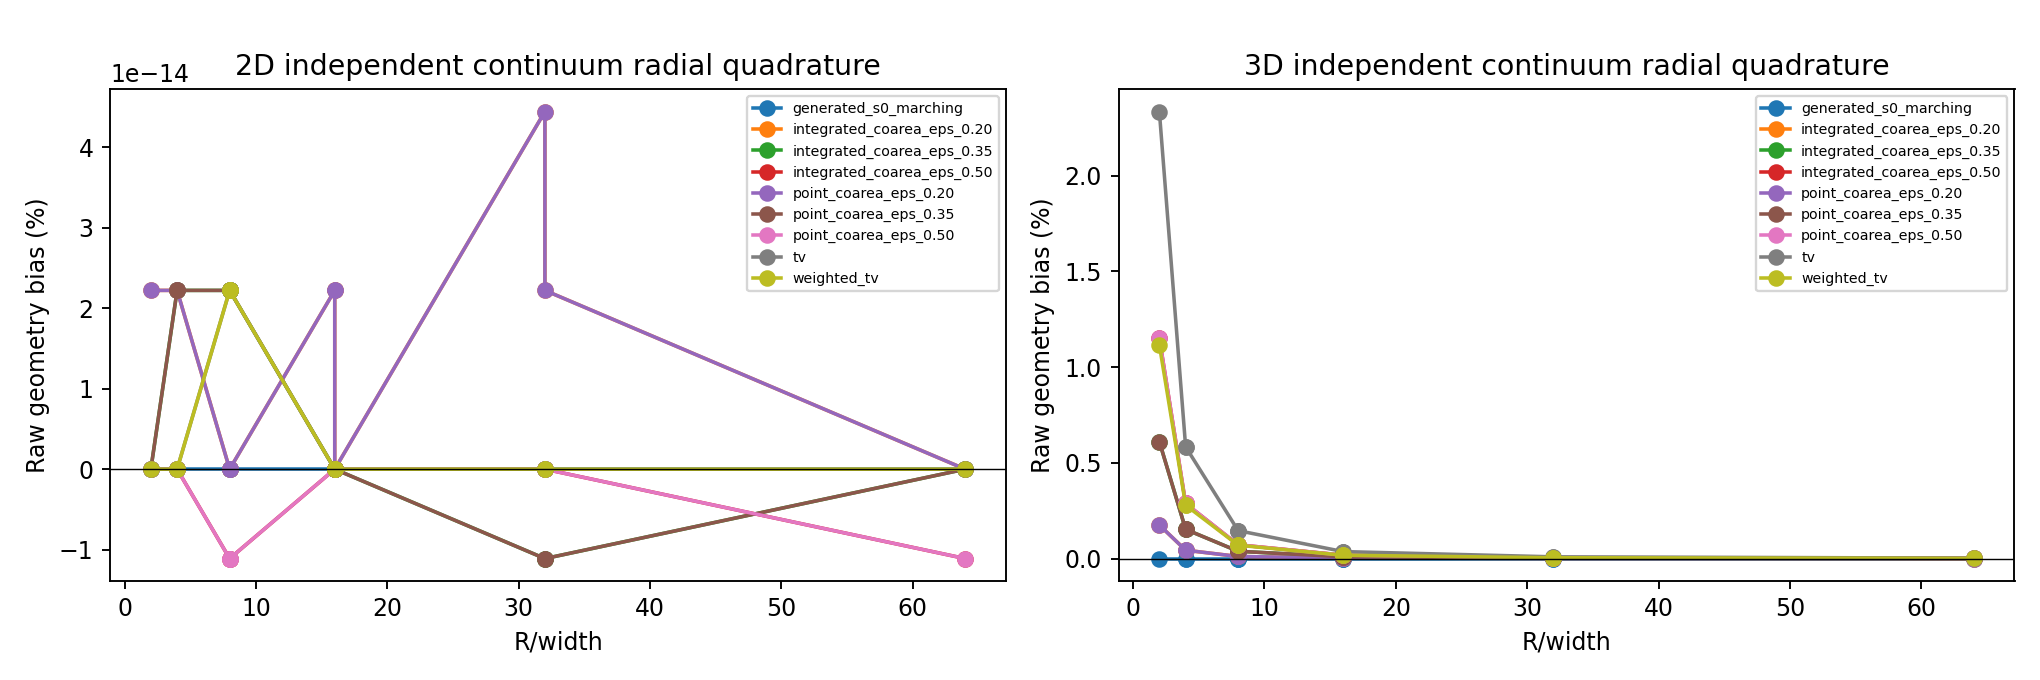 2D independent continuum radial quadrature
1e−14
Raw geometry bias (%)
4
3
2
1
0
−1
0
10
20
30
40
50
60
R/width
generated_s0_marching
integrated_coarea_eps_0.20
integrated_coarea_eps_0.35
integrated_coarea_eps_0.50
point_coarea_eps_0.20
point_coarea_eps_0.35
point_coarea_eps_0.50
tv
weighted_tv
3D independent continuum radial quadrature
Raw geometry bias (%)
2.0
1.5
1.0
0.5
0.0
0
10
20
30
40
50
60
R/width
generated_s0_marching
integrated_coarea_eps_0.20
integrated_coarea_eps_0.35
integrated_coarea_eps_0.50
point_coarea_eps_0.20
point_coarea_eps_0.35
point_coarea_eps_0.50
tv
weighted_tv